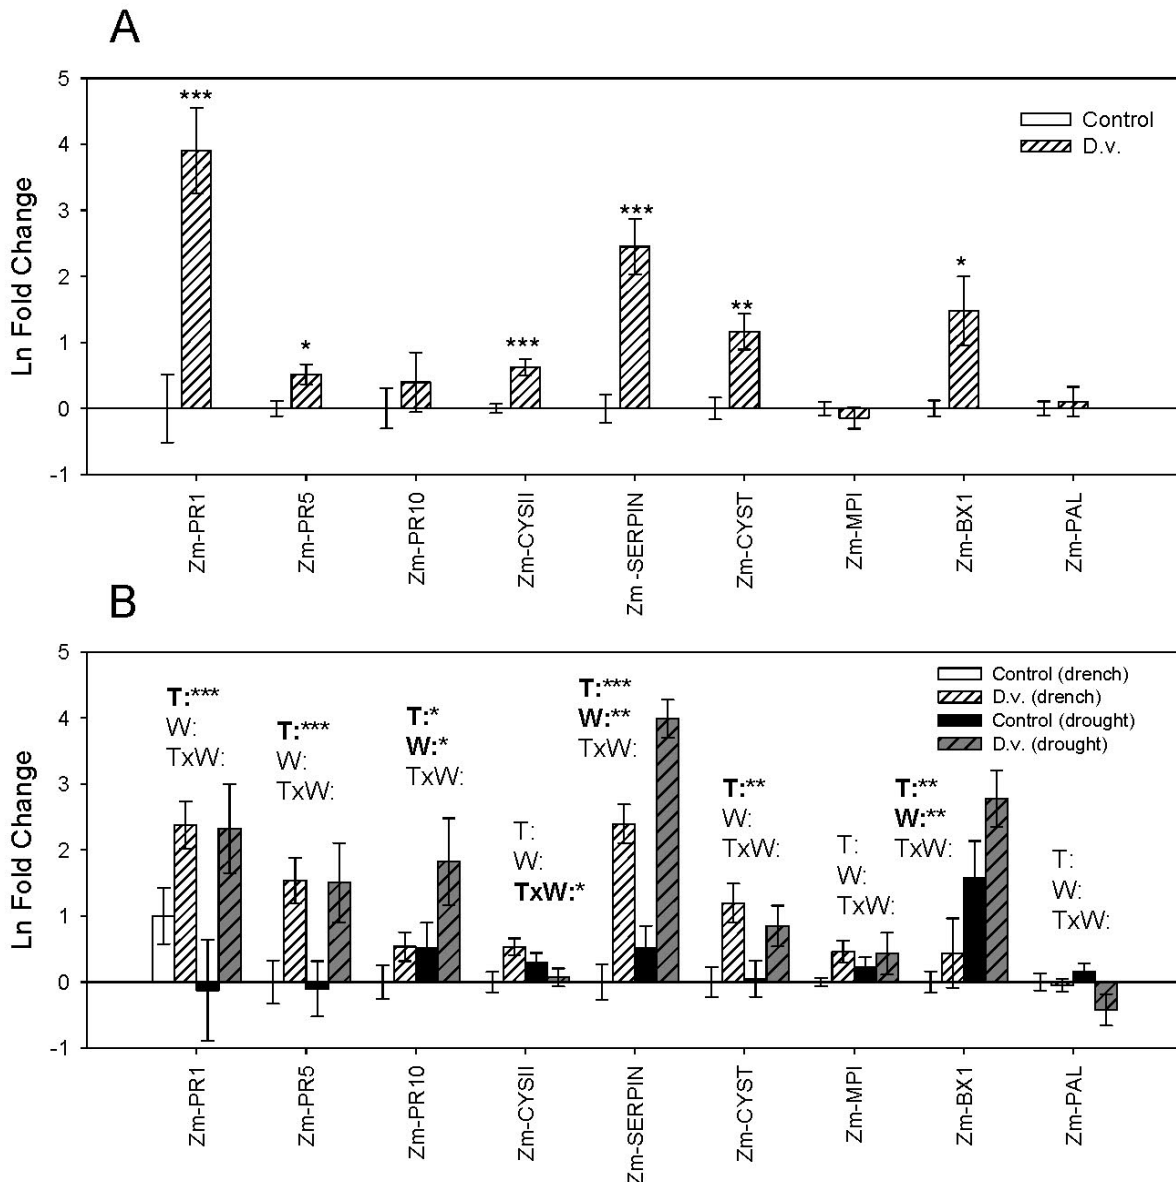 A
Ln Fold Change
5
4
3
2
1
0
-1
***
*
***
***
**
*
Control
D.v.
Zm-PR1
Zm-PR5
Zm-PR10
Zm-CYSII
Zm -SERPIN
Zm-CYST
Zm-MPI
Zm-BX1
Zm-PAL
B
Ln Fold Change
5
4
3
2
1
0
-1
T:***
W:
TxW:
T:***
W:
TxW:
T:*
W:*
TxW:
T:
W:
TxW:*
T:***
W:**
TxW:
T:**
W:
TxW:
T:
W:
TxW:
T:**
W:**
TxW:
T:
W:
TxW:
Control (drench)
D.v. (drench)
Control (drought)
D.v. (drought)
Zm-PR1
Zm-PR5
Zm-PR10
Zm-CYSII
Zm-SERPIN
Zm-CYST
Zm-MPI
Zm-BX1
Zm-PAL